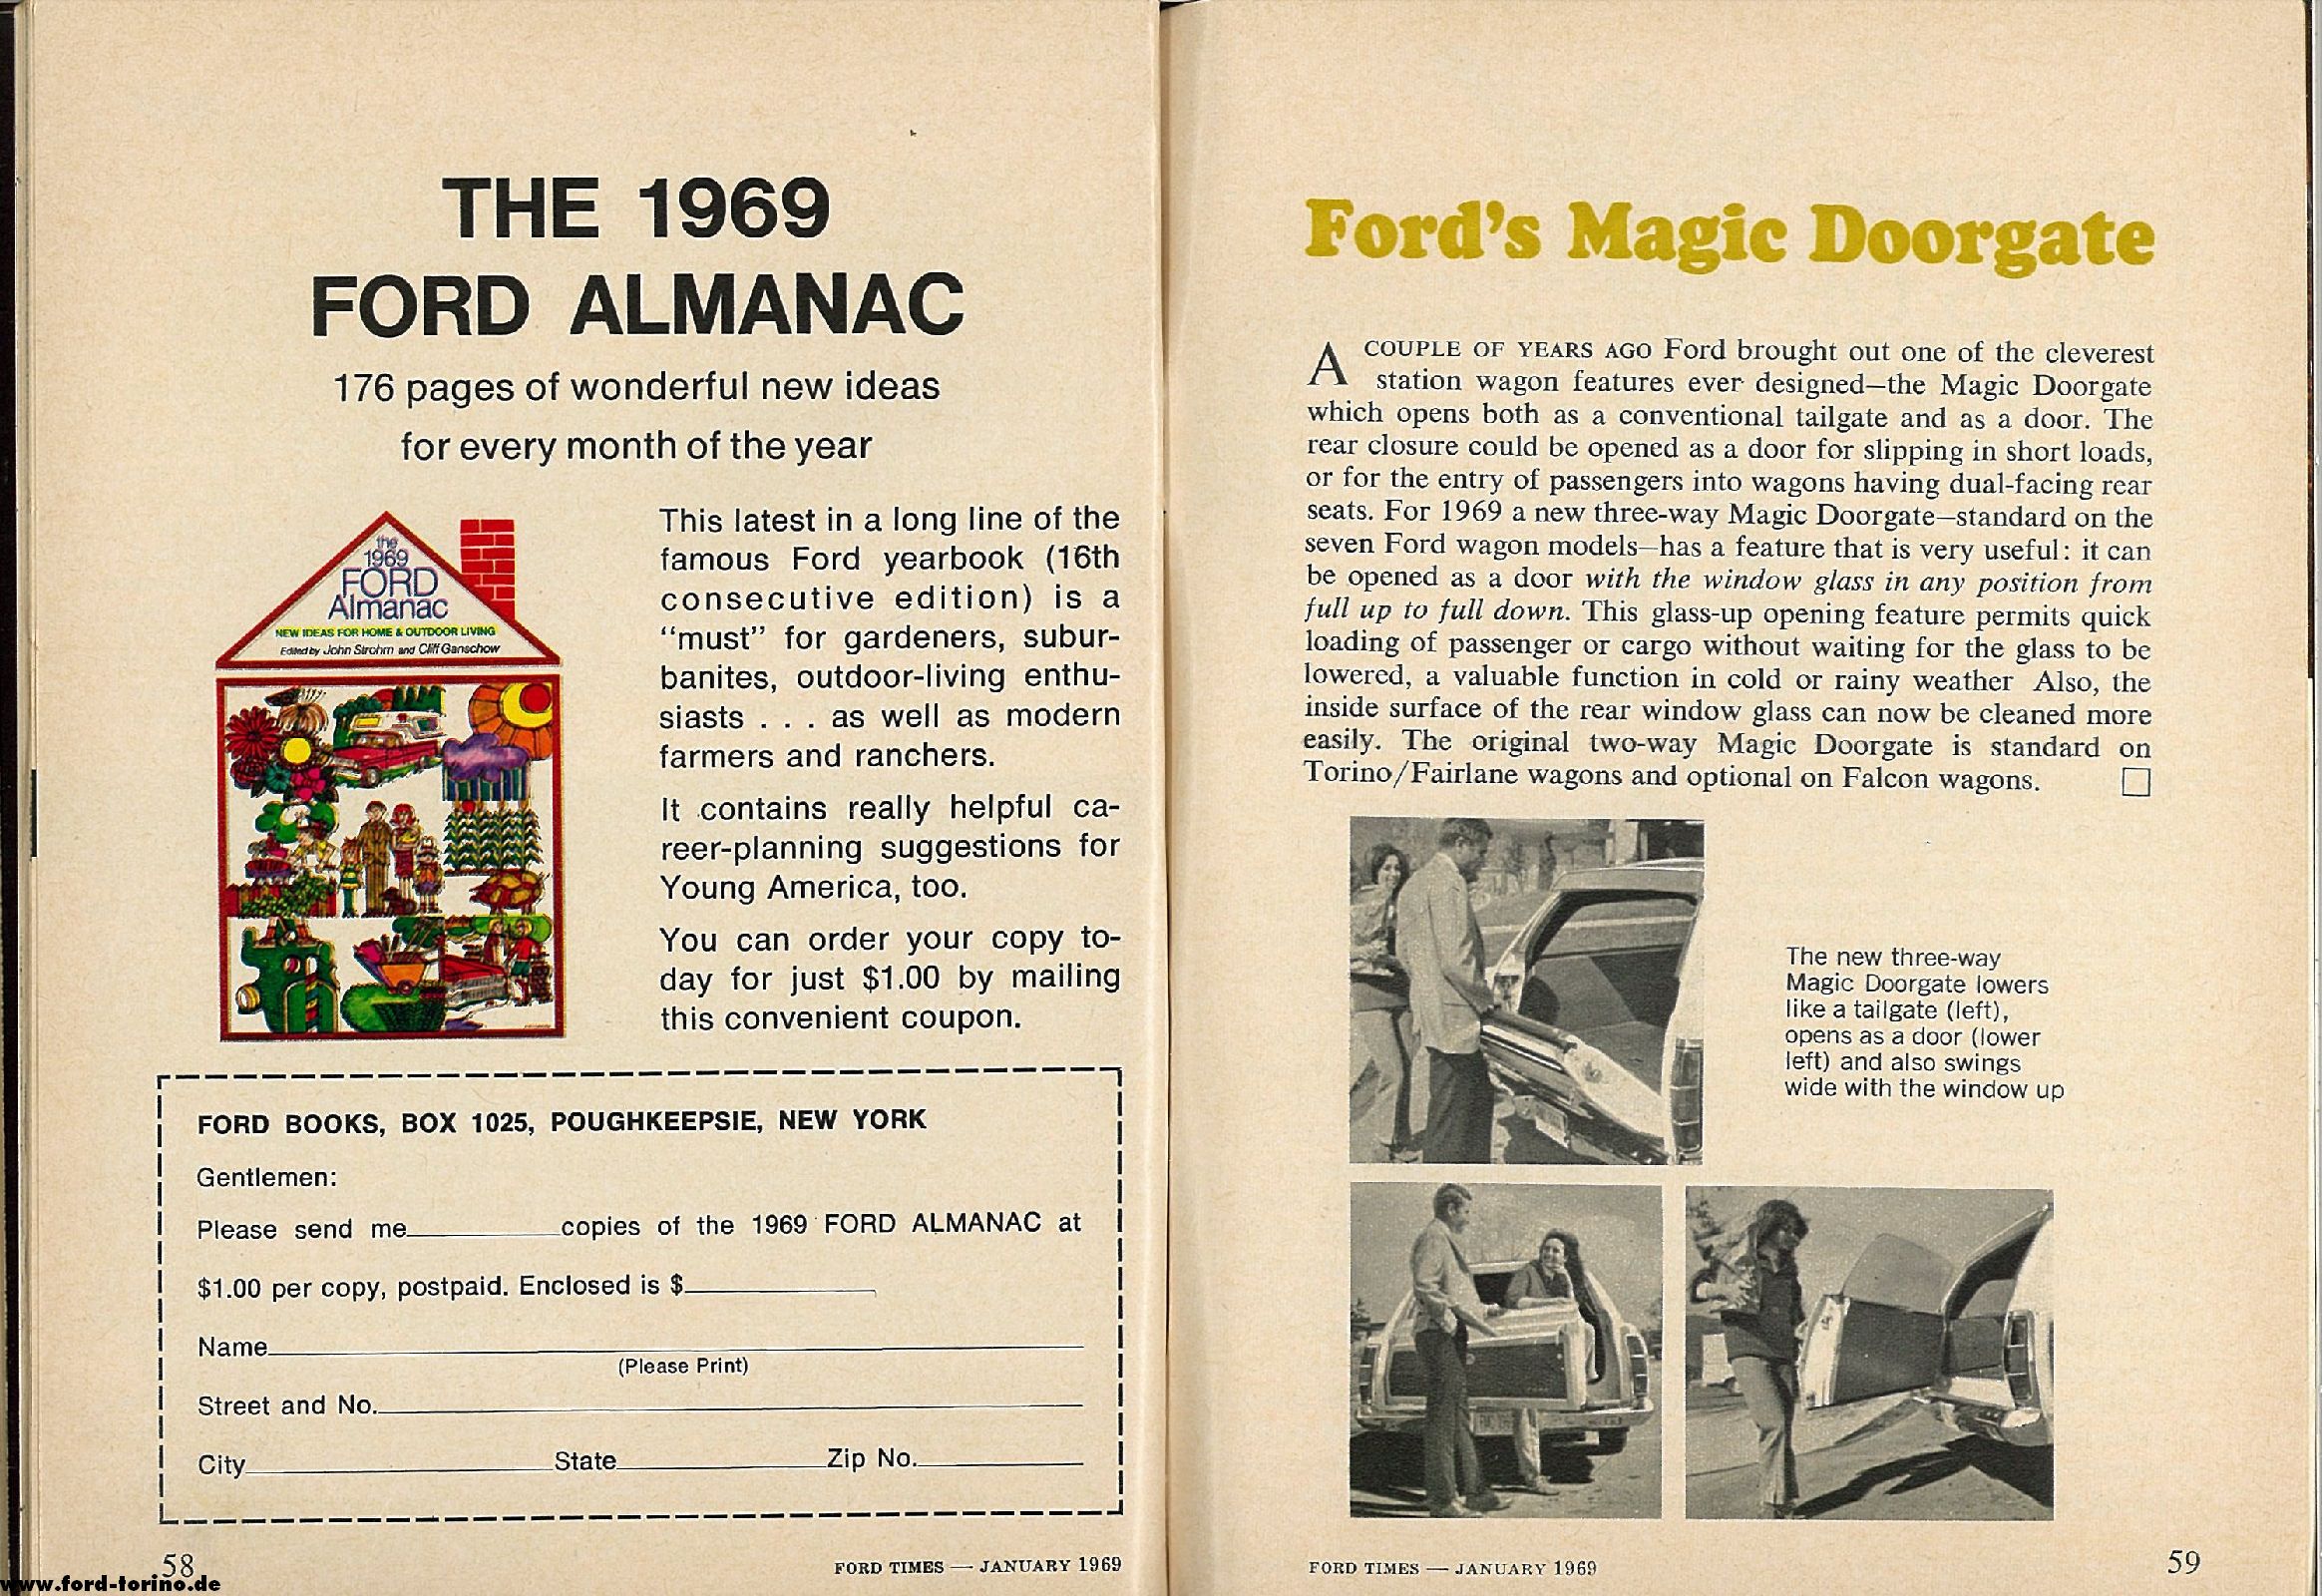 THE 1969
FORD ALMANAC
176 pages of wonderful new ideas
for every month of the year
the
1969
FORD
Almanac
NEW IDEAS FOR HOME & OUTDOOR LIVING
Edited by John Strohm and Cliff Ganschow
This latest in a long line of the
famous Ford yearbook (16th
consecutive edition) is a
“must” for gardeners, subur-
banites, outdoor-living enthu-
siasts . . . as well as modern
farmers and ranchers.
It contains really helpful ca-
reer-planning suggestions for
Young America, too.
You can order your copy to-
day for just $1.00 by mailing
this convenient coupon.
FORD BOOKS, BOX 1025, POUGHKEEPSIE, NEW YORK
Gentlemen:
Please send me__________copies of the 1969 FORD ALMANAC at
$1.00 per copy, postpaid. Enclosed is $__________
Name__________
(Please Print)
Street and No.__________
City__________State__________Zip No.__________
58
FORD TIMES — JANUARY 1969
www.ford-torino.de
Ford’s Magic Doorgate
A COUPLE OF YEARS AGO Ford brought out one of the cleverest
station wagon features ever designed—the Magic Doorgate
which opens both as a conventional tailgate and as a door. The
rear closure could be opened as a door for slipping in short loads,
or for the entry of passengers into wagons having dual-facing rear
seats. For 1969 a new three-way Magic Doorgate—standard on the
seven Ford wagon models—has a feature that is very useful: it can
be opened as a door with the window glass in any position from
full up to full down. This glass-up opening feature permits quick
loading of passenger or cargo without waiting for the glass to be
lowered, a valuable function in cold or rainy weather Also, the
inside surface of the rear window glass can now be cleaned more
easily. The original two-way Magic Doorgate is standard on
Torino/Fairlane wagons and optional on Falcon wagons. □
The new three-way
Magic Doorgate lowers
like a tailgate (left),
opens as a door (lower
left) and also swings
wide with the window up
FORD TIMES — JANUARY 1969
59